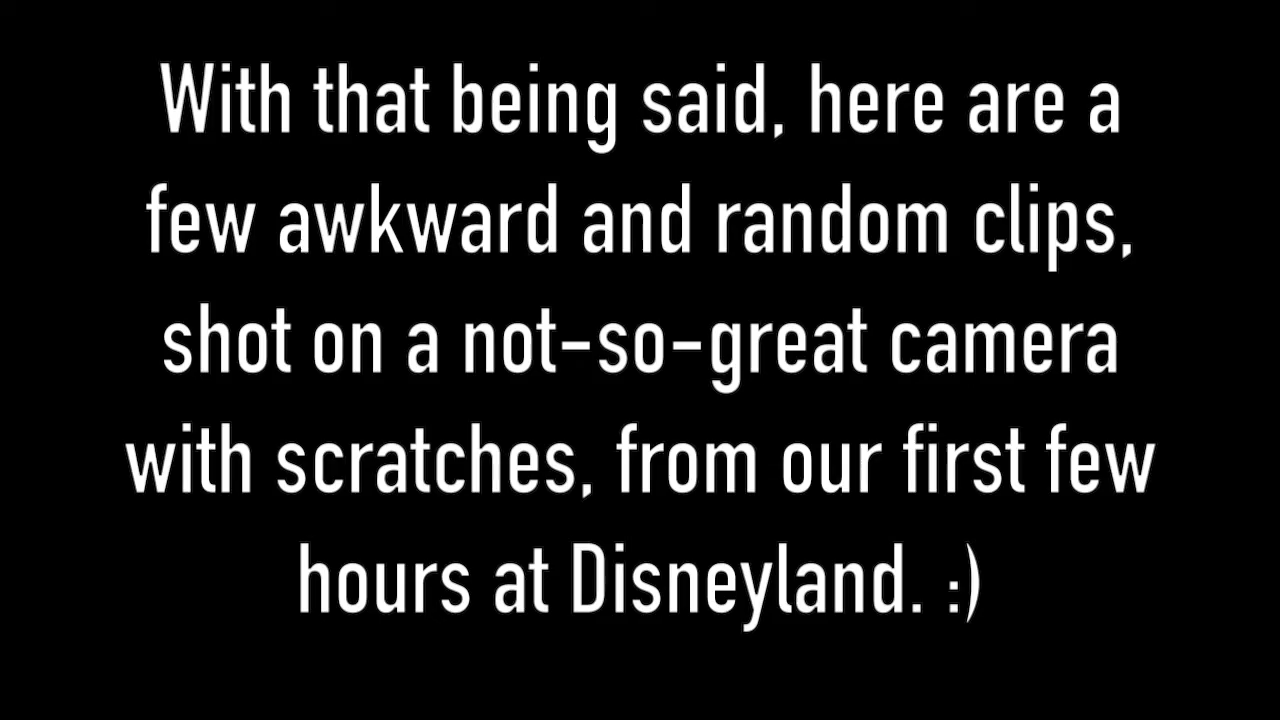 With that being said, here are a
few awkward and random clips,
shot on a not-so-great camera
with scratches, from our first few
hours at Disneyland. :)